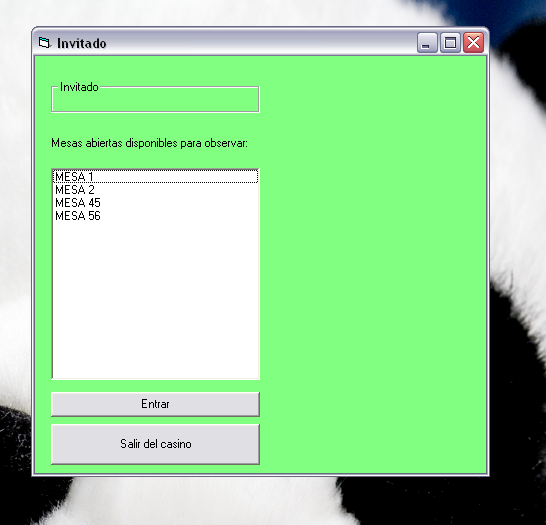 Invitado
Invitado
Mesas abiertas disponibles para observar:
MESA 1
MESA 2
MESA 45
MESA 56
Entrar
Salir del casino